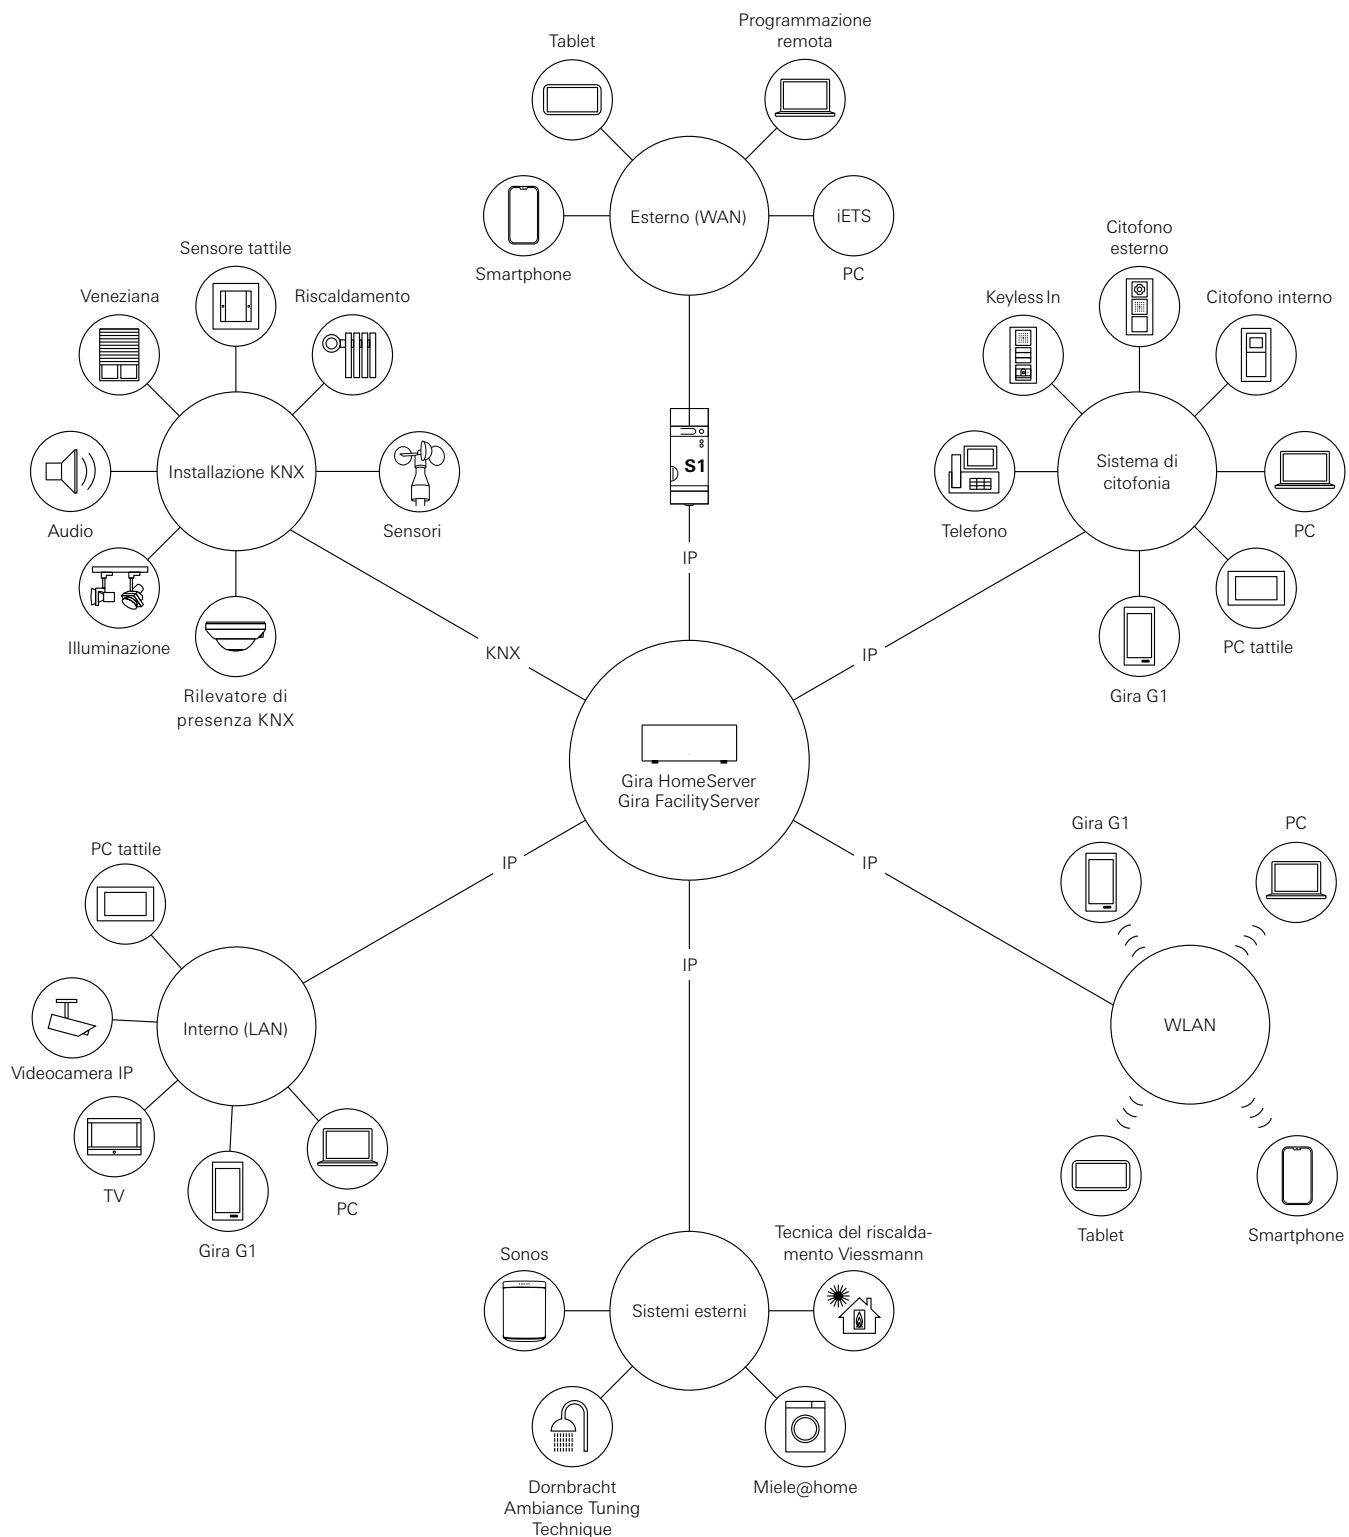 Programmazione
remota
Tablet
Esterno (WAN)
iETS
Smartphone
PC
S1
IP
Sensore tattile
Veneziana
Riscaldamento
Installazione KNX
Audio
Sensori
Illuminazione
Rilevatore di
presenza KNX
KNX
Citofono
esterno
Keyless In
Citofono interno
Sistema di
citofonia
Telefono
PC
PC tattile
Gira G1
IP
Gira HomeServer
Gira FacilityServer
IP
PC tattile
Interno (LAN)
Videocamera IP
TV
PC
Gira G1
IP
Gira G1
PC
WLAN
Tablet
Smartphone
IP
Sonos
Tecnica del riscalda-
mento Viessmann
Sistemi esterni
Dornbracht
Ambiance Tuning
Technique
Miele@home